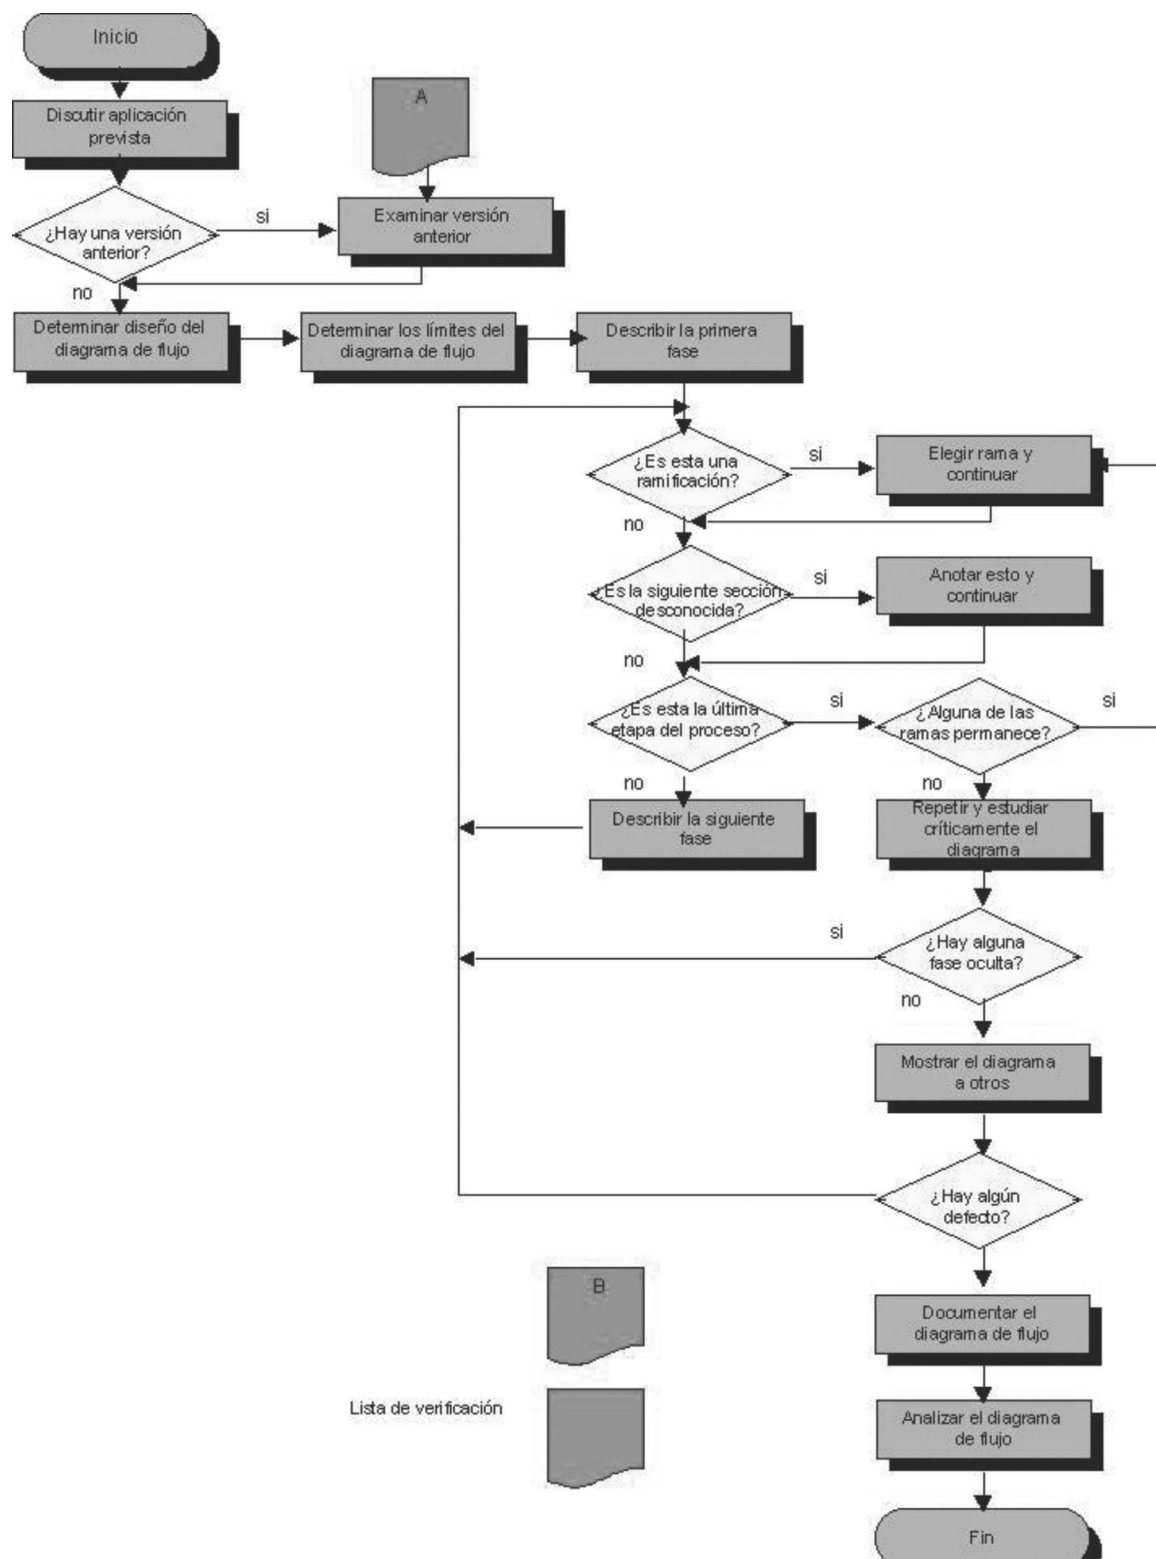 Inicio
Discutir aplicación
prevista
A
¿Hay una versión
anterior?
si
Examinar versión
anterior
no
Determinar diseño del
diagrama de flujo
Determinar los límites del
diagrama de flujo
Describir la primera
fase
¿Es esta una
ramificación?
si
Elegir rama y
continuar
no
¿Es la siguiente sección
desconocida?
si
Anotar esto y
continuar
no
¿Es esta la última
etapa del proceso?
si
¿Alguna de las
ramas permanece?
si
no
Describir la siguiente
fase
no
Repetir y estudiar
críticamente el
diagrama
¿Hay alguna
fase oculta?
si
no
Mostrar el diagrama
a otros
¿Hay algún
defecto?
B
Documentar el
diagrama de flujo
Lista de verificación
Analizar el diagrama
de flujo
Fin